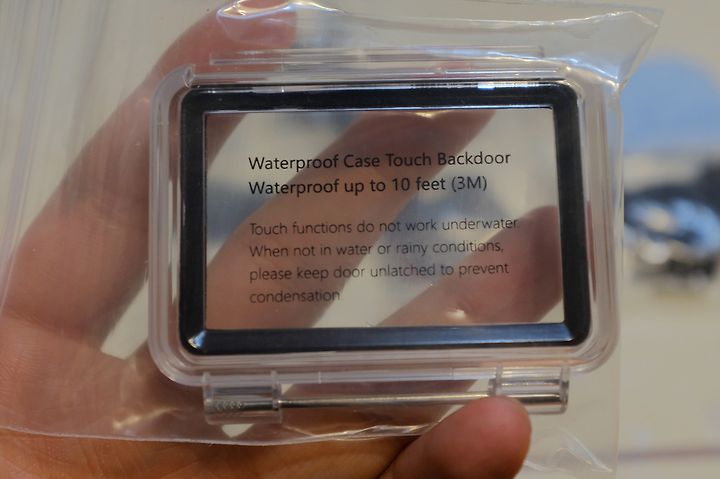 Waterproof Case Touch Backdoor
Waterproof up to 10 feet (3M)
Touch functions do not work underwater.
When not in water or rainy conditions,
please keep door unlatched to prevent
condensation.